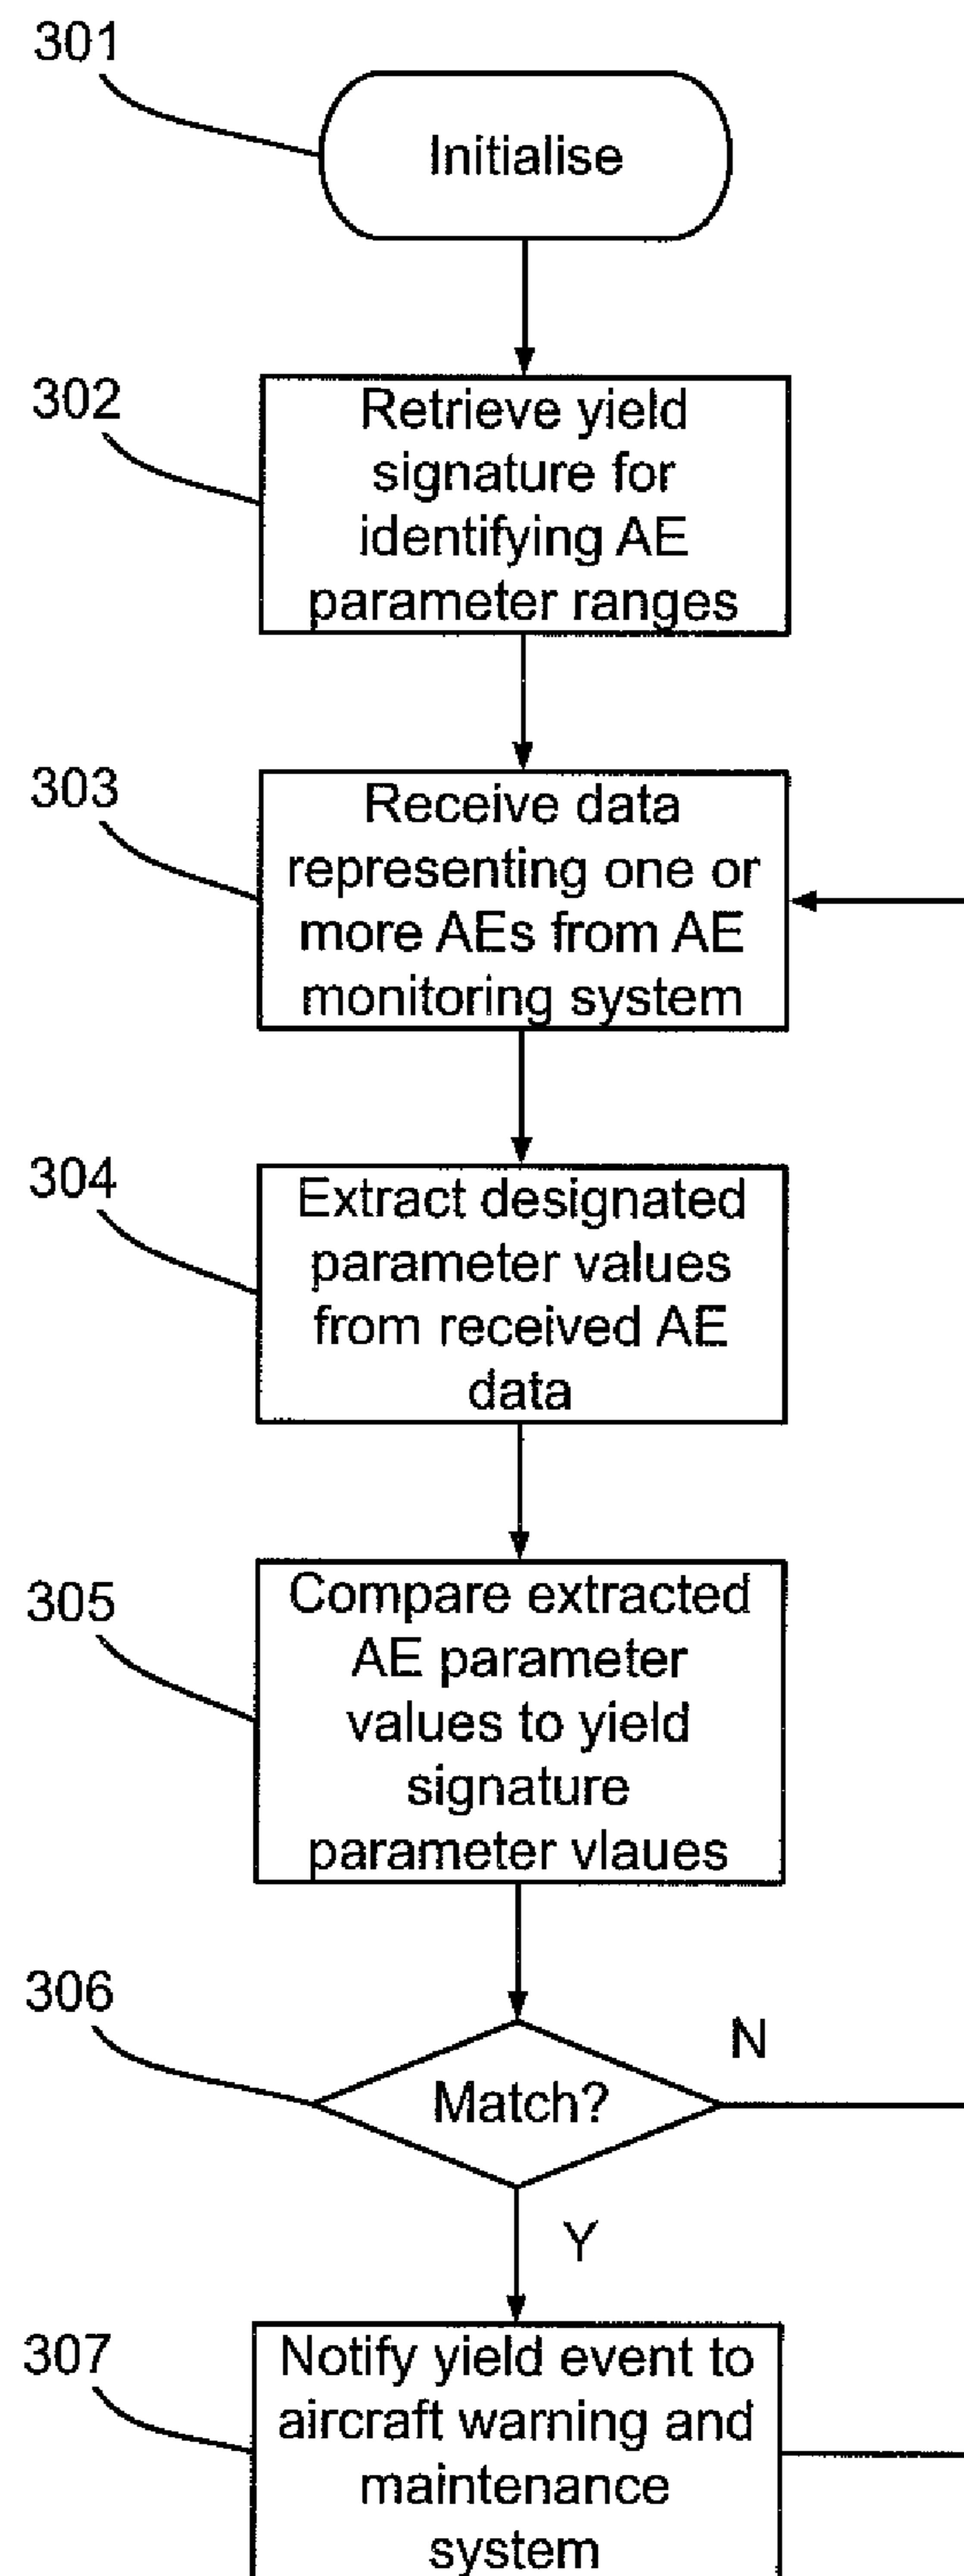 301
Initialise
302
Retrieve yield
signature for
identifying AE
parameter ranges
303
Receive data
representing one or
more AEs from AE
monitoring system
304
Extract designated
parameter values
from received AE
data
305
Compare extracted
AE parameter
values to yield
signature
parameter vlaues
306
Match?
N
Y
307
Notify yield event to
aircraft warning and
maintenance
system